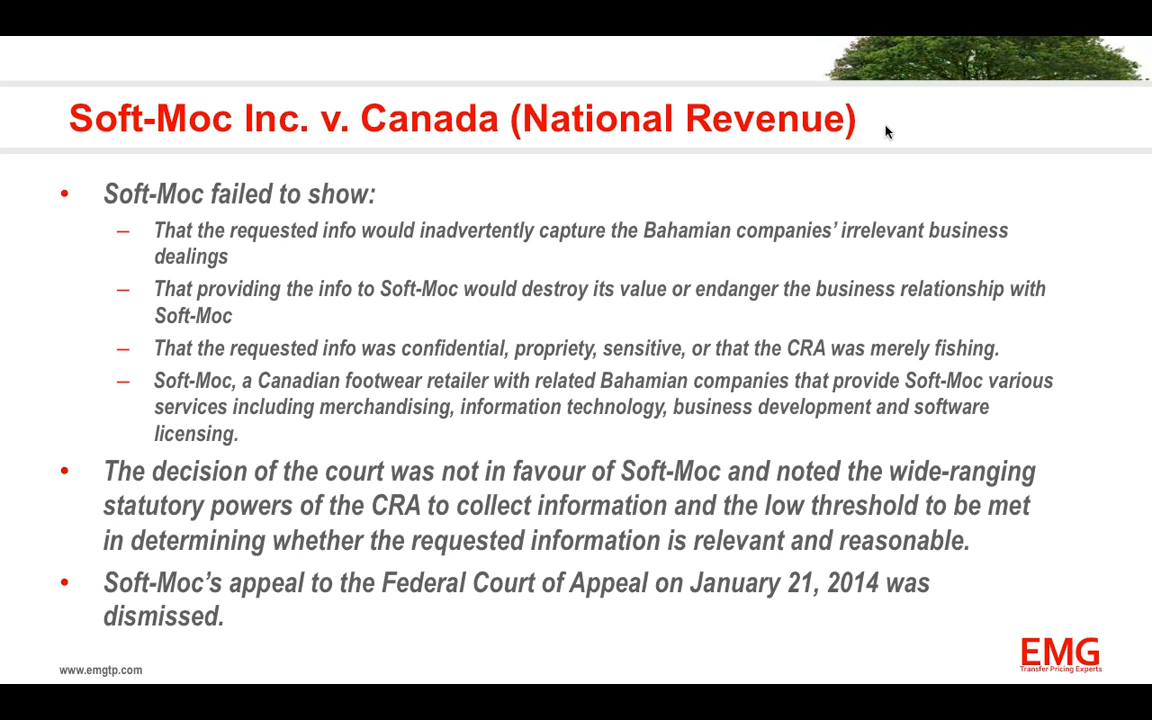 Soft-Moc Inc. v. Canada (National Revenue)
• Soft-Moc failed to show:
– That the requested info would inadvertently capture the Bahamian companies’ irrelevant business
dealings
– That providing the info to Soft-Moc would destroy its value or endanger the business relationship with
Soft-Moc
– That the requested info was confidential, propriety, sensitive, or that the CRA was merely fishing.
– Soft-Moc, a Canadian footwear retailer with related Bahamian companies that provide Soft-Moc various
services including merchandising, information technology, business development and software
licensing.
• The decision of the court was not in favour of Soft-Moc and noted the wide-ranging
statutory powers of the CRA to collect information and the low threshold to be met
in determining whether the requested information is relevant and reasonable.
• Soft-Moc’s appeal to the Federal Court of Appeal on January 21, 2014 was
dismissed.
EMG
Transfer Pricing Experts
www.emgtp.com